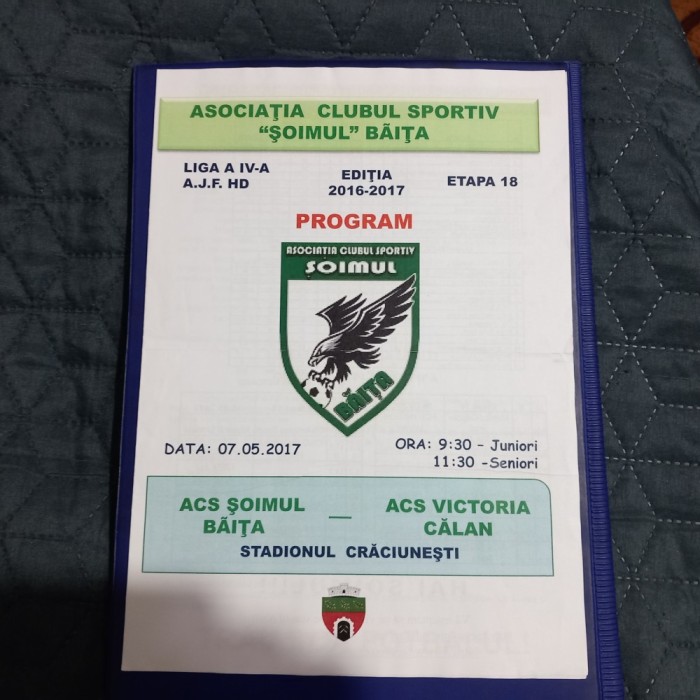 ASOCIAŢIA CLUBUL SPORTIV
“ŞOIMUL” BĂIŢA
LIGA A IV-A
A.J.F. HD
EDIŢIA
2016-2017
ETAPA 18
PROGRAM
ASOCIATIA CLUBUL SPORTIV
ŞOIMUL
BĂIŢA
DATA: 07.05.2017
ORA: 9:30 - Juniori
11:30 -Seniori
ACS ŞOIMUL
BĂIŢA
—
ACS VICTORIA
CĂLAN
STADIONUL CRĂCIUNEŞTI